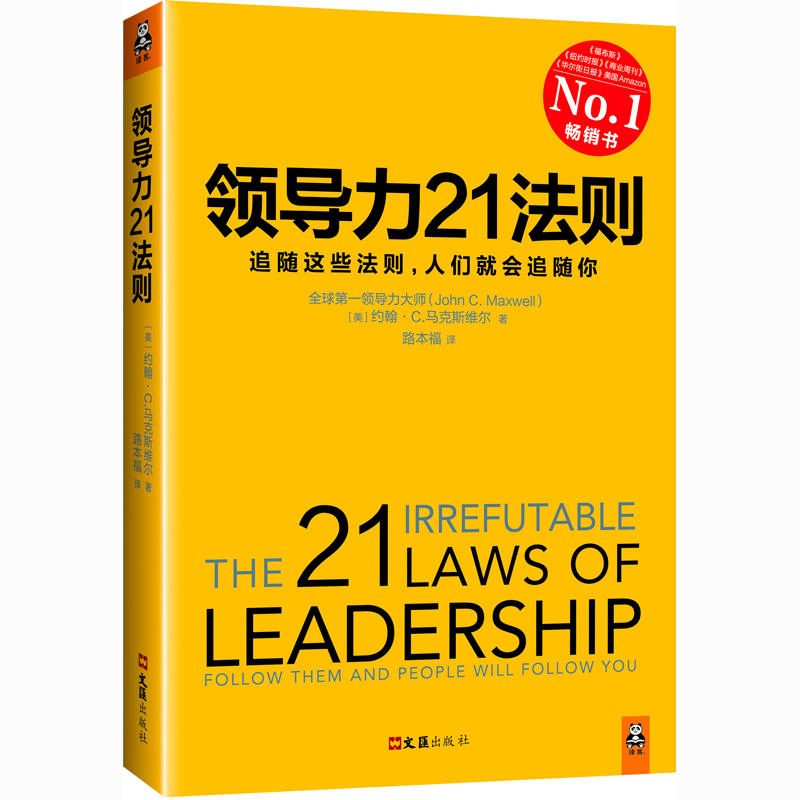 读客
领导力21法则
[美]约翰·C.马克斯维尔 著
路本福 译
文匯出版社
《福布斯》
《纽约时报》《商业周刊》
《华尔街日报》美国Amazon
No.1
畅销书
领导力21法则
追随这些法则，人们就会追随你
全球第一领导力大师（John C. Maxwell）
[美]约翰·C.马克斯维尔 著
路本福 译
THE 21 IRREFUTABLE
LAWS OF
LEADERSHIP
FOLLOW THEM AND PEOPLE WILL FOLLOW YOU
文匯出版社
读客